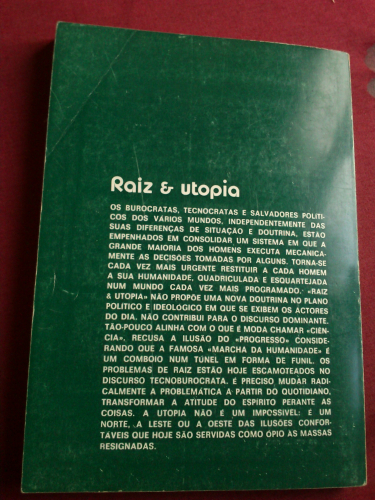 Raiz & utopia
OS BUROCRATAS, TECNOCRATAS E SALVADORES POLITI-
COS DOS VÁRIOS MUNDOS, INDEPENDENTEMENTE DAS
SUAS DIFERENÇAS DE SITUAÇÃO E DOUTRINA, ESTÃO
EMPENHADOS EM CONSOLIDAR UM SISTEMA EM QUE A
GRANDE MAIORIA DOS HOMENS EXECUTA MECANICA-
MENTE AS DECISÕES TOMADAS POR ALGUNS. TORNA-SE
CADA VEZ MAIS URGENTE RESTITUIR A CADA HOMEM
A SUA HUMANIDADE, QUADRICULADA E ESQUARTEJADA
NUM MUNDO CADA VEZ MAIS PROGRAMADO. «RAIZ
& UTOPIA» NÃO PROPÕE UMA NOVA DOUTRINA NO PLANO
POLITICO E IDEOLÓGICO EM QUE SE EXIBEM OS ACTORES
DO DIA. NÃO CONTRIBUI PARA O DISCURSO DOMINANTE.
TÃO-POUCO ALINHA COM O QUE É MODA CHAMAR «CIÊN-
CIA», RECUSA A ILUSÃO DO «PROGRESSO» CONSIDE-
RANDO QUE A FAMOSA «MARCHA DA HUMANIDADE» É
UM COMBOIO NUM TÚNEL EM FORMA DE FUNIL. OS
PROBLEMAS DE RAIZ ESTÃO HOJE ESCAMOTEADOS NO
DISCURSO TECNOBUROCRATA. É PRECISO MUDAR RADI-
CALMENTE A PROBLEMÁTICA A PARTIR DO QUOTIDIANO,
TRANSFORMAR A ATITUDE DO ESPIRITO PERANTE AS
COISAS. A UTOPIA NÃO É UM IMPOSSIVEL: É UM
NORTE, A LESTE OU A OESTE DAS ILUSÕES CONFOR-
TAVEIS QUE HOJE SÃO SERVIDAS COMO ÓPIO AS MASSAS
RESIGNADAS.